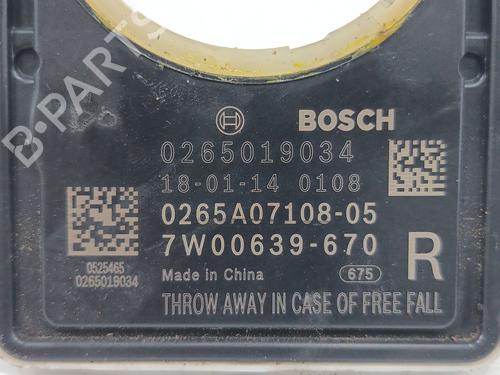 B-PARTS
BOSCH
0265019034
18-01-14 0108
0265A07108-05
7W00639-670
R
0525465
0265019034
Made in China
675
THROW AWAY IN CASE OF FREE FALL